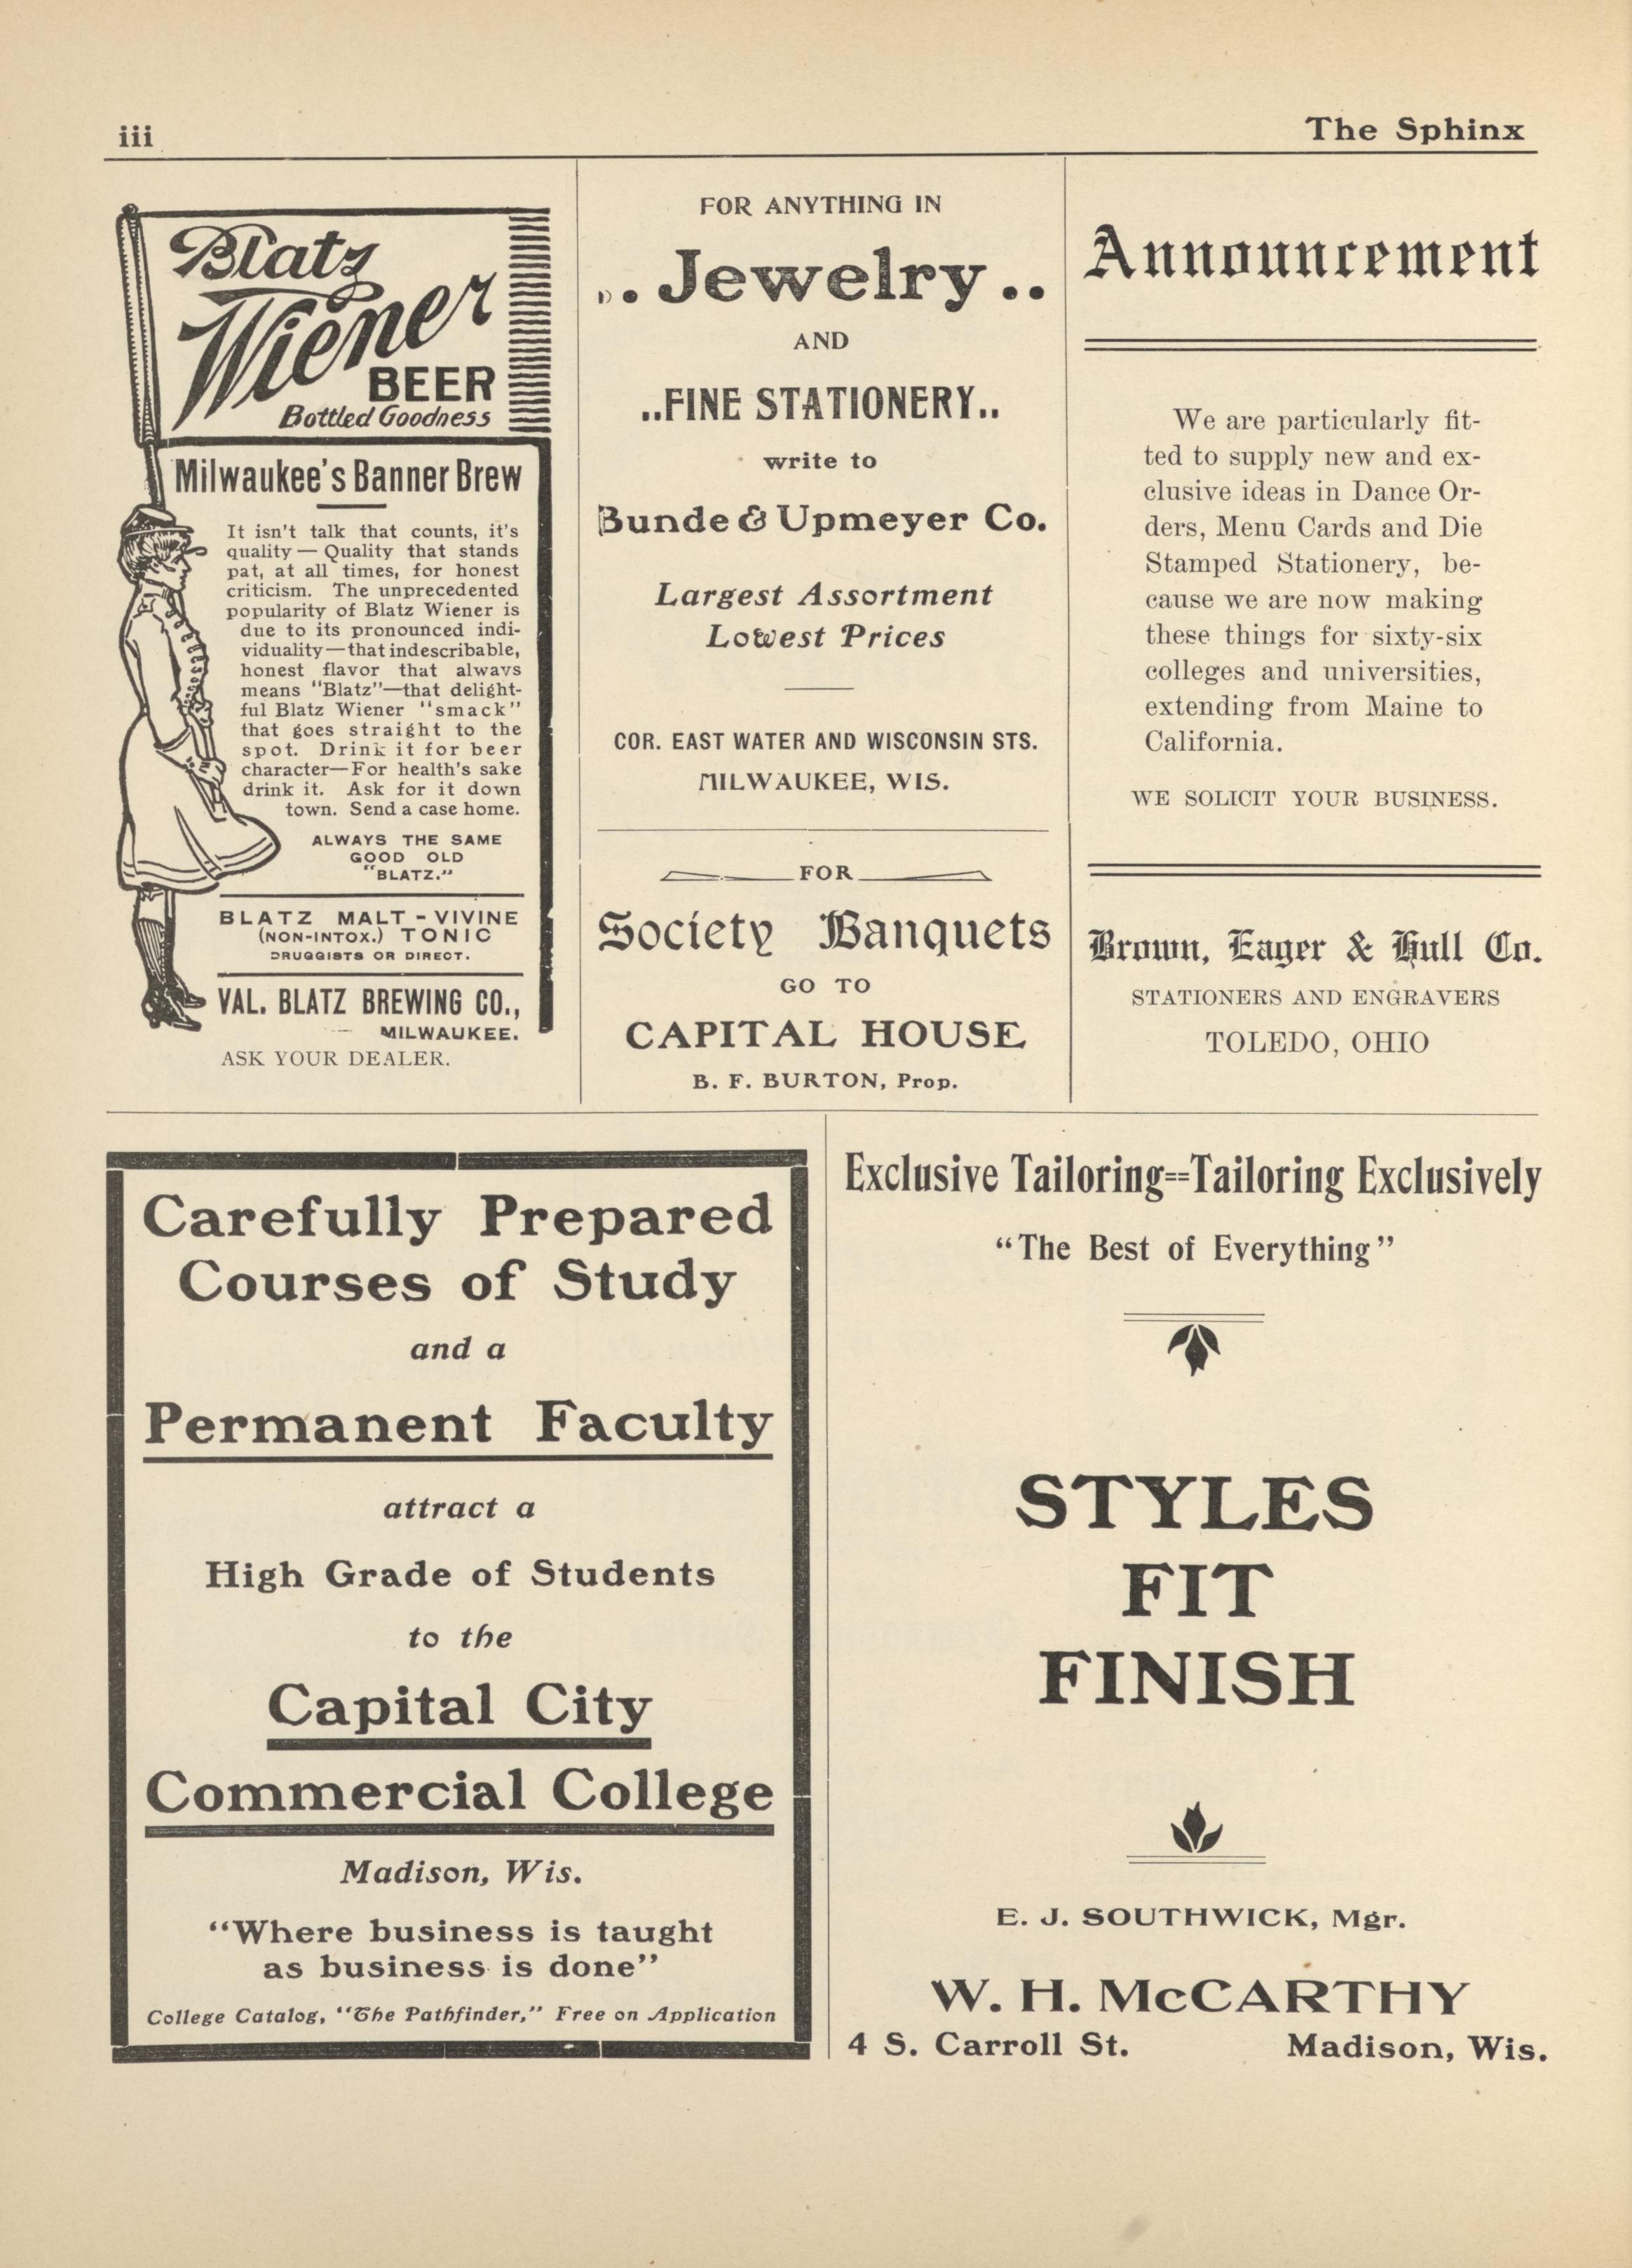 iii
The Sphinx
Blatz
Wiener
BEER
Bottled Goodness
Milwaukee's Banner Brew
It isn't talk that counts, it's
quality — Quality that stands
pat, at all times, for honest
criticism. The unprecedented
popularity of Blatz Wiener is
due to its pronounced indi-
viduality—that indescribable,
honest flavor that always
means "Blatz"—that delight-
ful Blatz Wiener "smack"
that goes straight to the
spot. Drink it for beer
character—For health's sake
drink it. Ask for it down
town. Send a case home.
ALWAYS THE SAME
GOOD OLD
"BLATZ."
BLATZ MALT - VIVINE
(NON-INTOX.) TONIC
DRUGGISTS OR DIRECT.
VAL. BLATZ BREWING CO.,
MILWAUKEE.
ASK YOUR DEALER.
FOR ANYTHING IN
.. Jewelry ..
AND
..FINE STATIONERY..
write to
Bunde & Upmeyer Co.
Largest Assortment
Lowest Prices
COR. EAST WATER AND WISCONSIN STS.
MILWAUKEE, WIS.
FOR
Society Banquets
GO TO
CAPITAL HOUSE
B. F. BURTON, Prop.
Announcement
We are particularly fit-
ted to supply new and ex-
clusive ideas in Dance Or-
ders, Menu Cards and Die
Stamped Stationery, be-
cause we are now making
these things for sixty-six
colleges and universities,
extending from Maine to
California.
WE SOLICIT YOUR BUSINESS.
Brown, Eager & Hull Co.
STATIONERS AND ENGRAVERS
TOLEDO, OHIO
Carefully Prepared
Courses of Study
and a
Permanent Faculty
attract a
High Grade of Students
to the
Capital City
Commercial College
Madison, Wis.
"Where business is taught
as business is done"
College Catalog, "The Pathfinder," Free on Application
Exclusive Tailoring==Tailoring Exclusively
"The Best of Everything"
STYLES
FIT
FINISH
E. J. SOUTHWICK, Mgr.
W. H. McCARTHY
4 S. Carroll St. Madison, Wis.